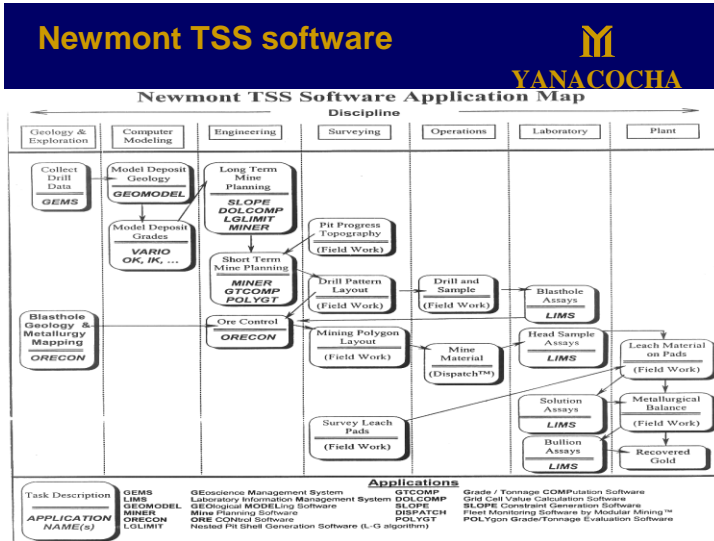 Newmont TSS software
YANACOCHA
Newmont TSS Software Application Map
Discipline
Geology &
Exploration
Computer
Modeling
Engineering
Surveying
Operations
Laboratory
Plant
Collect
Drill
Data
GEMS
Model Deposit
Geology
GEOMODEL
Long Term
Mine
Planning
SLOPE
DOLCOMP
LGLIMIT
MINER
Model Deposit
Grades
VARIO
OK, IK, ...
Pit Progress
Topography
(Field Work)
Short Term
Mine Planning
MINER
GTCOMP
POLYGT
Drill Pattern
Layout
(Field Work)
Drill and
Sample
(Field Work)
Blasthole
Assays
LIMS
Blasthole
Geology &
Metallurgy
Mapping
ORECON
Ore Control
ORECON
Mining Polygon
Layout
(Field Work)
Mine
Material
(Dispatch™)
Head Sample
Assays
LIMS
Leach Material
on Pads
(Field Work)
Survey Leach
Pads
(Field Work)
Solution
Assays
LIMS
Metallurgical
Balance
(Field Work)
Bullion
Assays
LIMS
Recovered
Gold
Applications
Task Description
APPLICATION
NAME(s)
GEMS GEoscience Management System
LIMS Laboratory Information Management System
GEOMODEL GEOlogical MODELing Software
MINER Mine Planning Software
ORECON ORE CONtrol Software
LGLIMIT Nested Pit Shell Generation Software (L-G algorithm)
GTCOMP Grade / Tonnage COMPutation Software
DOLCOMP Grid Cell Value Calculation Software
SLOPE SLOPE Constraint Generation Software
DISPATCH Fleet Monitoring Software by Modular Mining™
POLYGT POLYgon Grade/Tonnage Evaluation Software